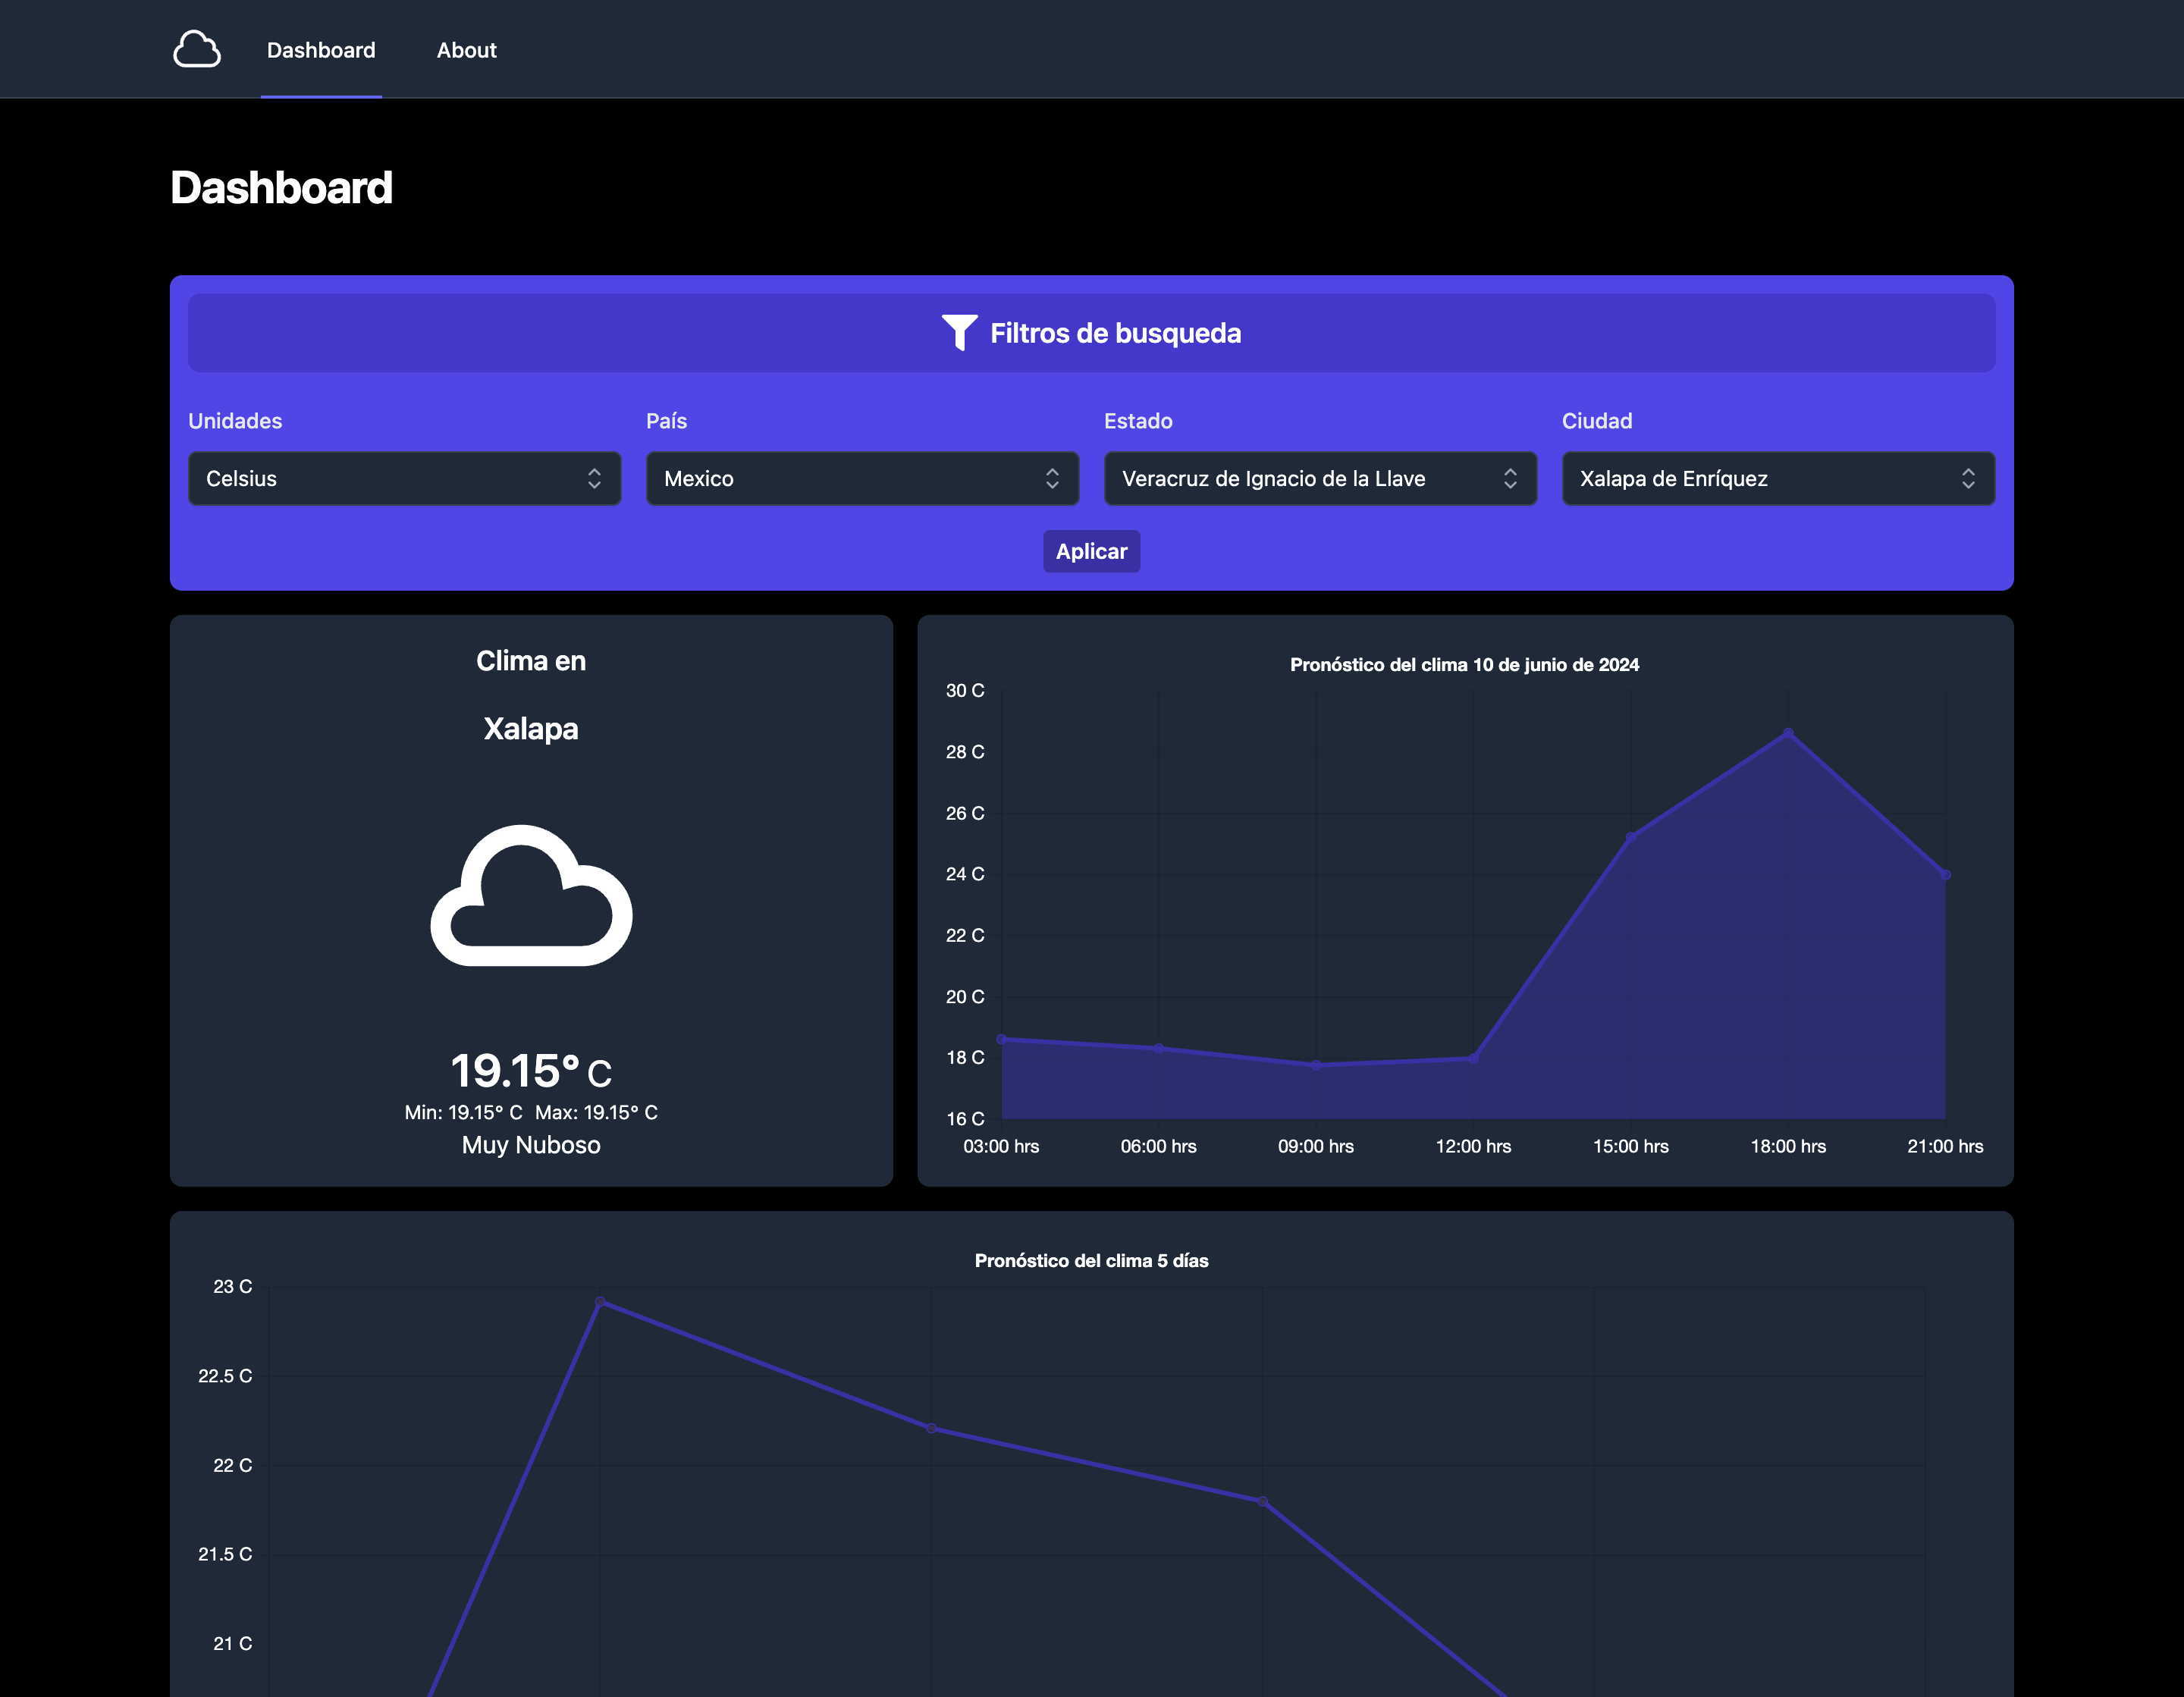 Dashboard
About
Dashboard
Filtros de busqueda
Unidades
País
Estado
Ciudad
Celsius
Mexico
Veracruz de Ignacio de la Llave
Xalapa de Enríquez
Aplicar
Clima en
Xalapa
19.15° C
Min: 19.15° C Max: 19.15° C
Muy Nuboso
Pronóstico del clima 10 de junio de 2024
30 C
28 C
26 C
24 C
22 C
20 C
18 C
16 C
03:00 hrs
06:00 hrs
09:00 hrs
12:00 hrs
15:00 hrs
18:00 hrs
21:00 hrs
Pronóstico del clima 5 días
23 C
22.5 C
22 C
21.5 C
21 C